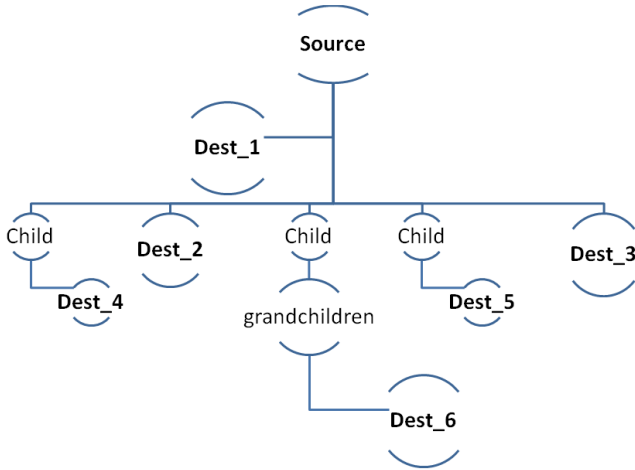 Source
Dest_1
Child
Dest_2
Child
Child
Dest_3
Dest_4
Dest_5
grandchildren
Dest_6